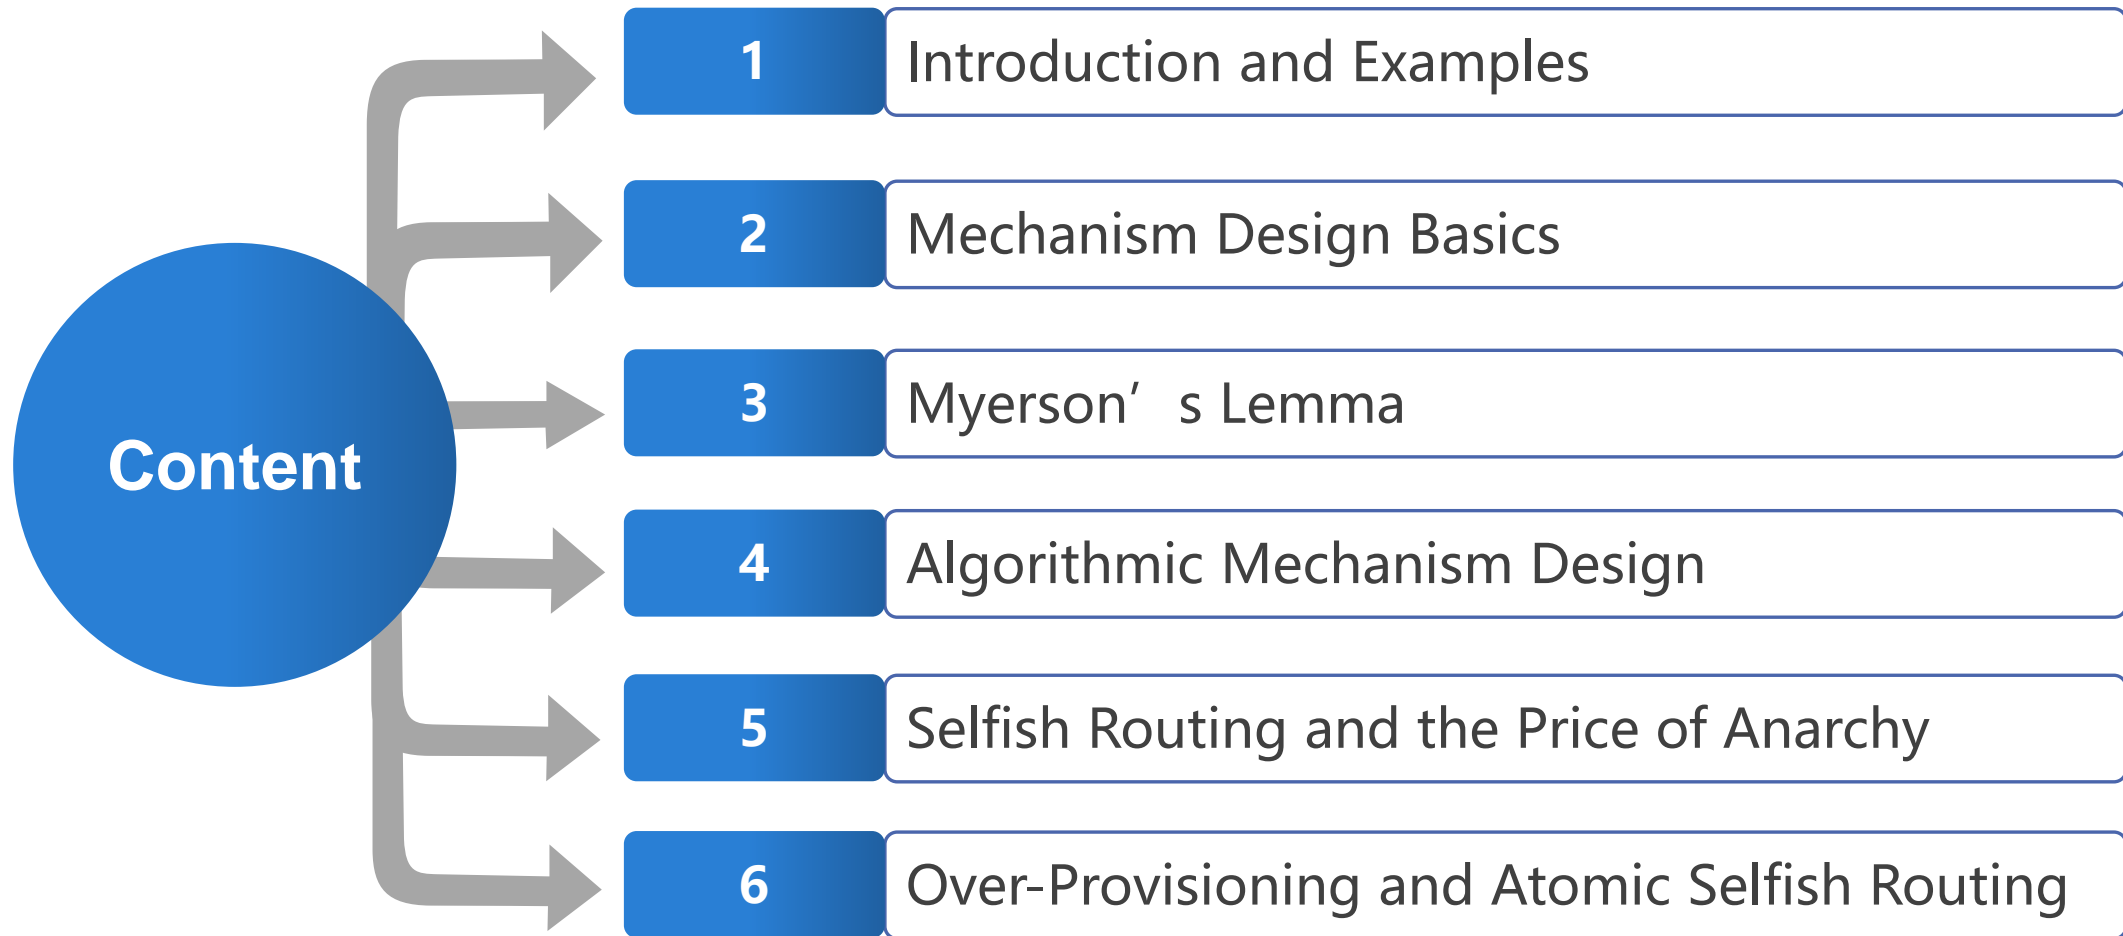 Content
1
Introduction and Examples
2
Mechanism Design Basics
3
Myerson’s Lemma
4
Algorithmic Mechanism Design
5
Selfish Routing and the Price of Anarchy
6
Over-Provisioning and Atomic Selfish Routing